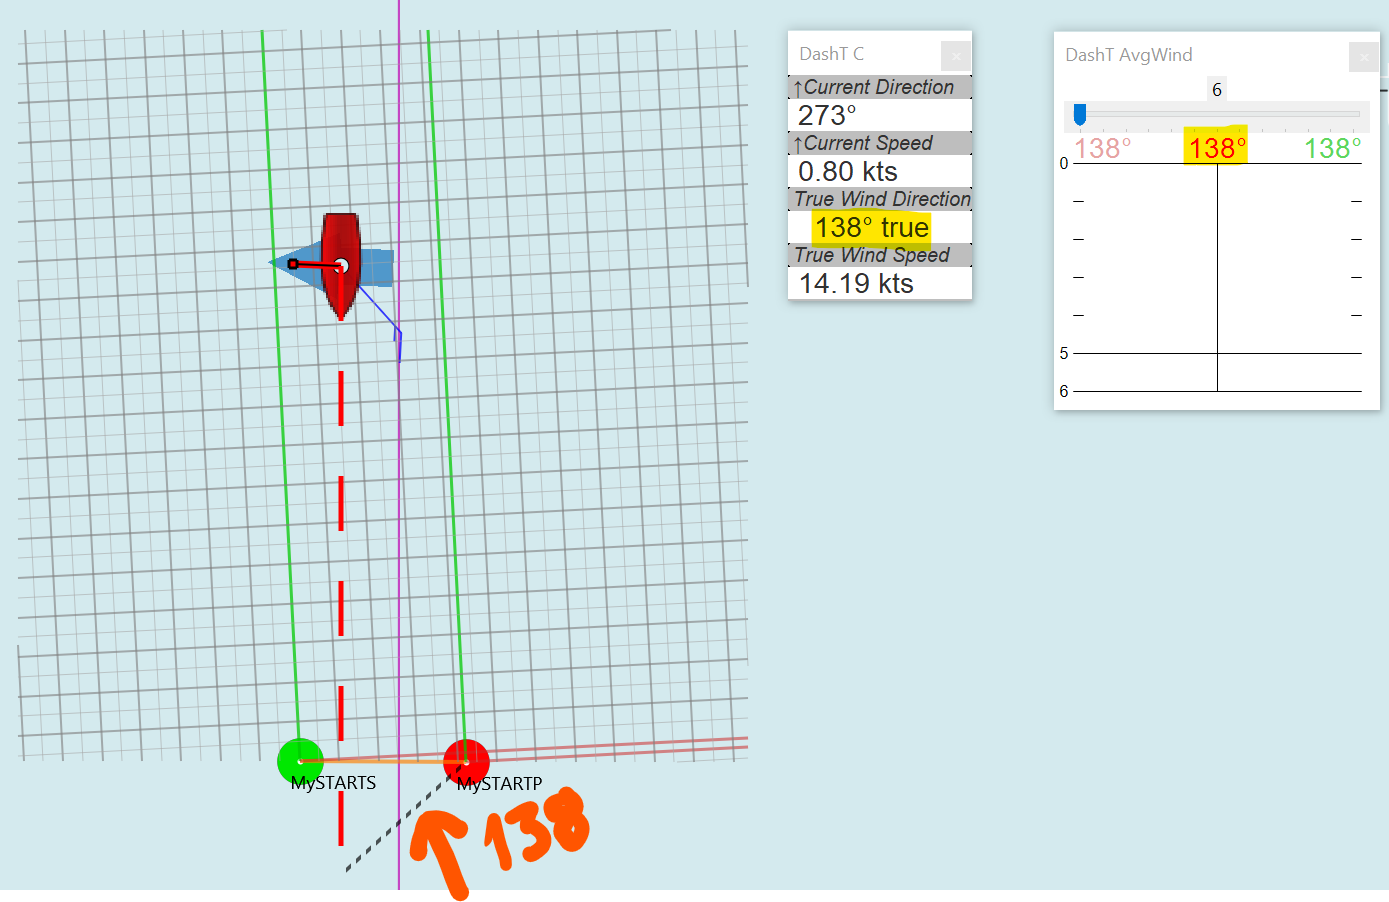 DashT C
↑Current Direction
273°
↑Current Speed
0.80 kts
True Wind Direction
138° true
True Wind Speed
14.19 kts
DashT AvgWind
6
138° 138° 138°
0
5
6
MySTARTS
MySTARTP
138